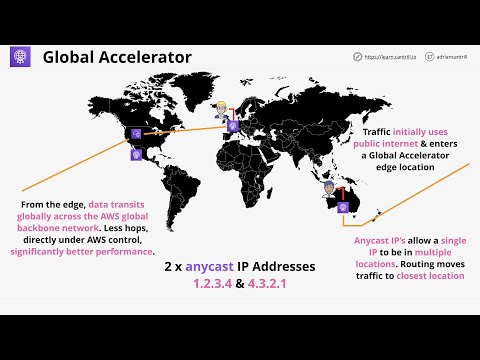 Global Accelerator
https://learn.cantrill.io
adriancantrill
Traffic initially uses
public internet & enters
a Global Accelerator
edge location
From the edge, data transits
globally across the AWS global
backbone network. Less hops,
directly under AWS control,
significantly better performance.
Anycast IP's allow a single
IP to be in multiple
locations. Routing moves
traffic to closest location
2 x anycast IP Addresses
1.2.3.4 & 4.3.2.1